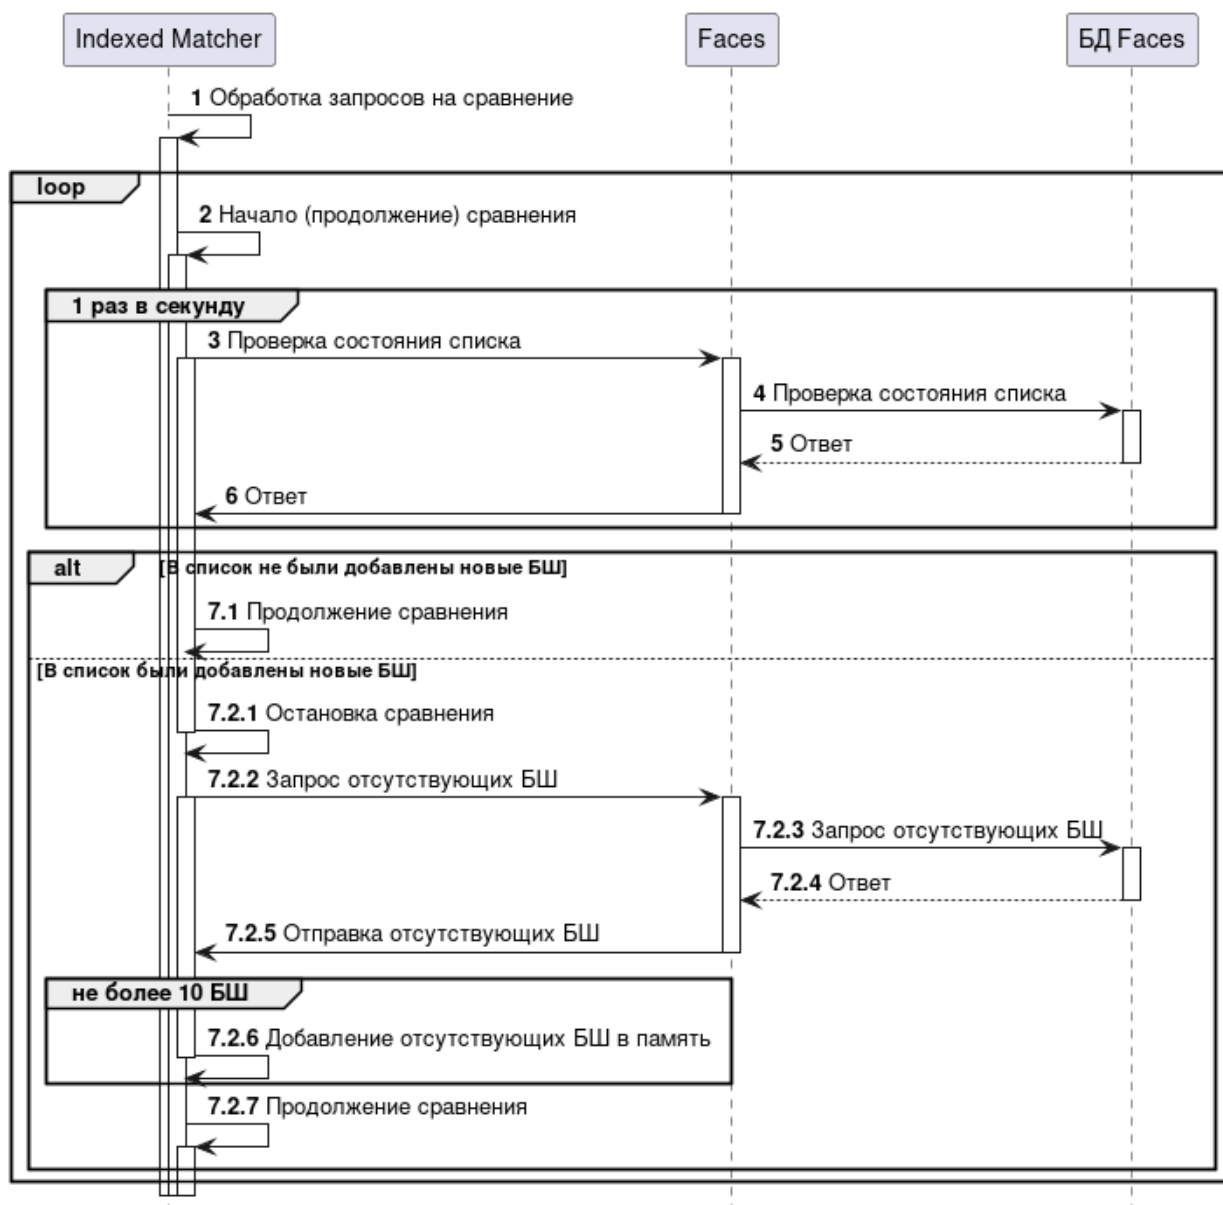 Indexed Matcher
Faces
БД Faces
1 Обработка запросов на сравнение
loop
2 Начало (продолжение) сравнения
1 раз в секунду
3 Проверка состояния списка
4 Проверка состояния списка
5 Ответ
6 Ответ
alt
[В список не были добавлены новые БШ]
7.1 Продолжение сравнения
[В список были добавлены новые БШ]
7.2.1 Остановка сравнения
7.2.2 Запрос отсутствующих БШ
7.2.3 Запрос отсутствующих БШ
7.2.4 Ответ
7.2.5 Отправка отсутствующих БШ
не более 10 БШ
7.2.6 Добавление отсутствующих БШ в память
7.2.7 Продолжение сравнения